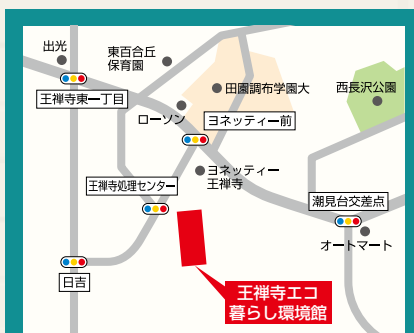 出光
東百合丘
保育園
王禅寺東一丁目
田園調布学園大
西長沢公園
ローソン
ヨネッティー前
ヨネッティー
王禅寺
王禅寺処理センター
潮見台交差点
オートマート
日吉
王禅寺エコ
暮らし環境館